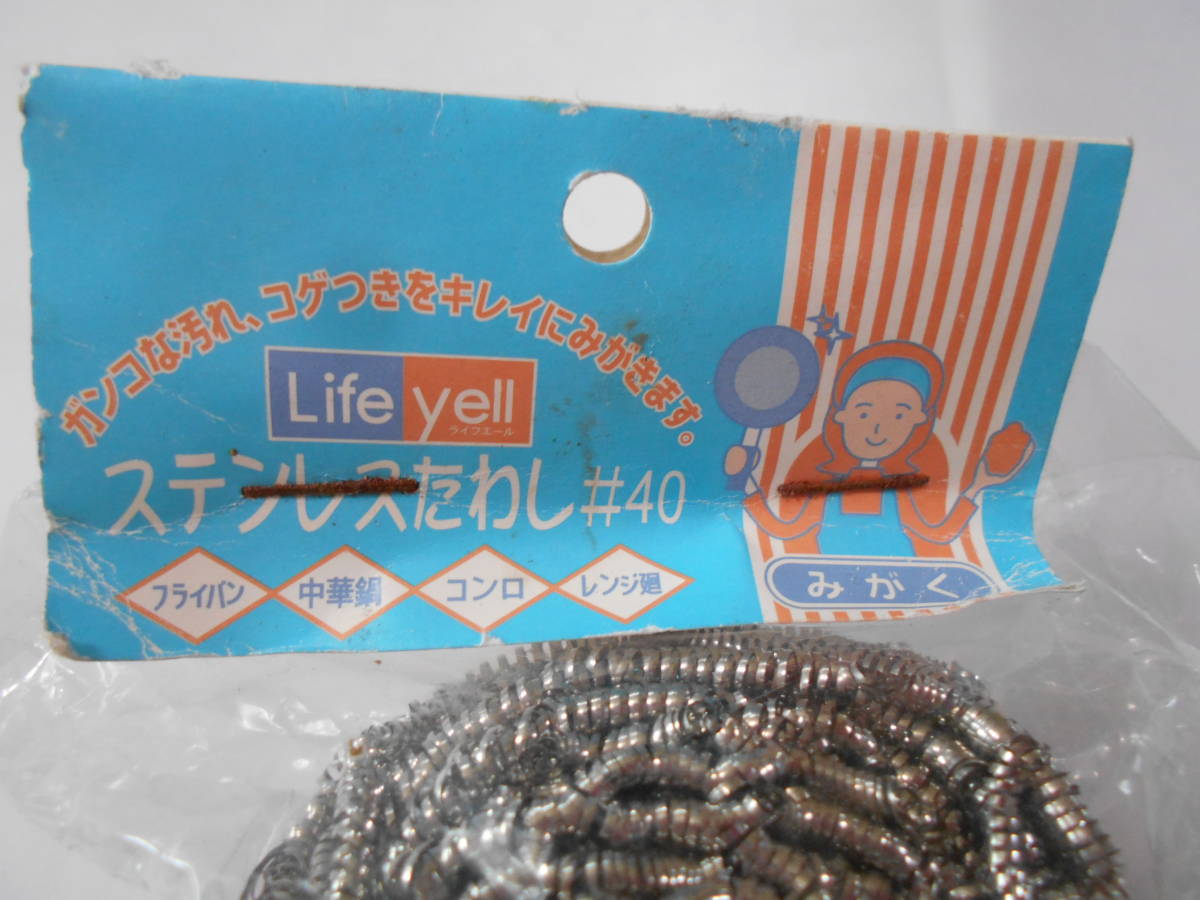 ガンコな汚れ、コゲつきをキレイにみがきます。
Life yell
ライフエール
ステンレスたわし#40
フライパン 中華鍋 コンロ レンジ廻
みがく